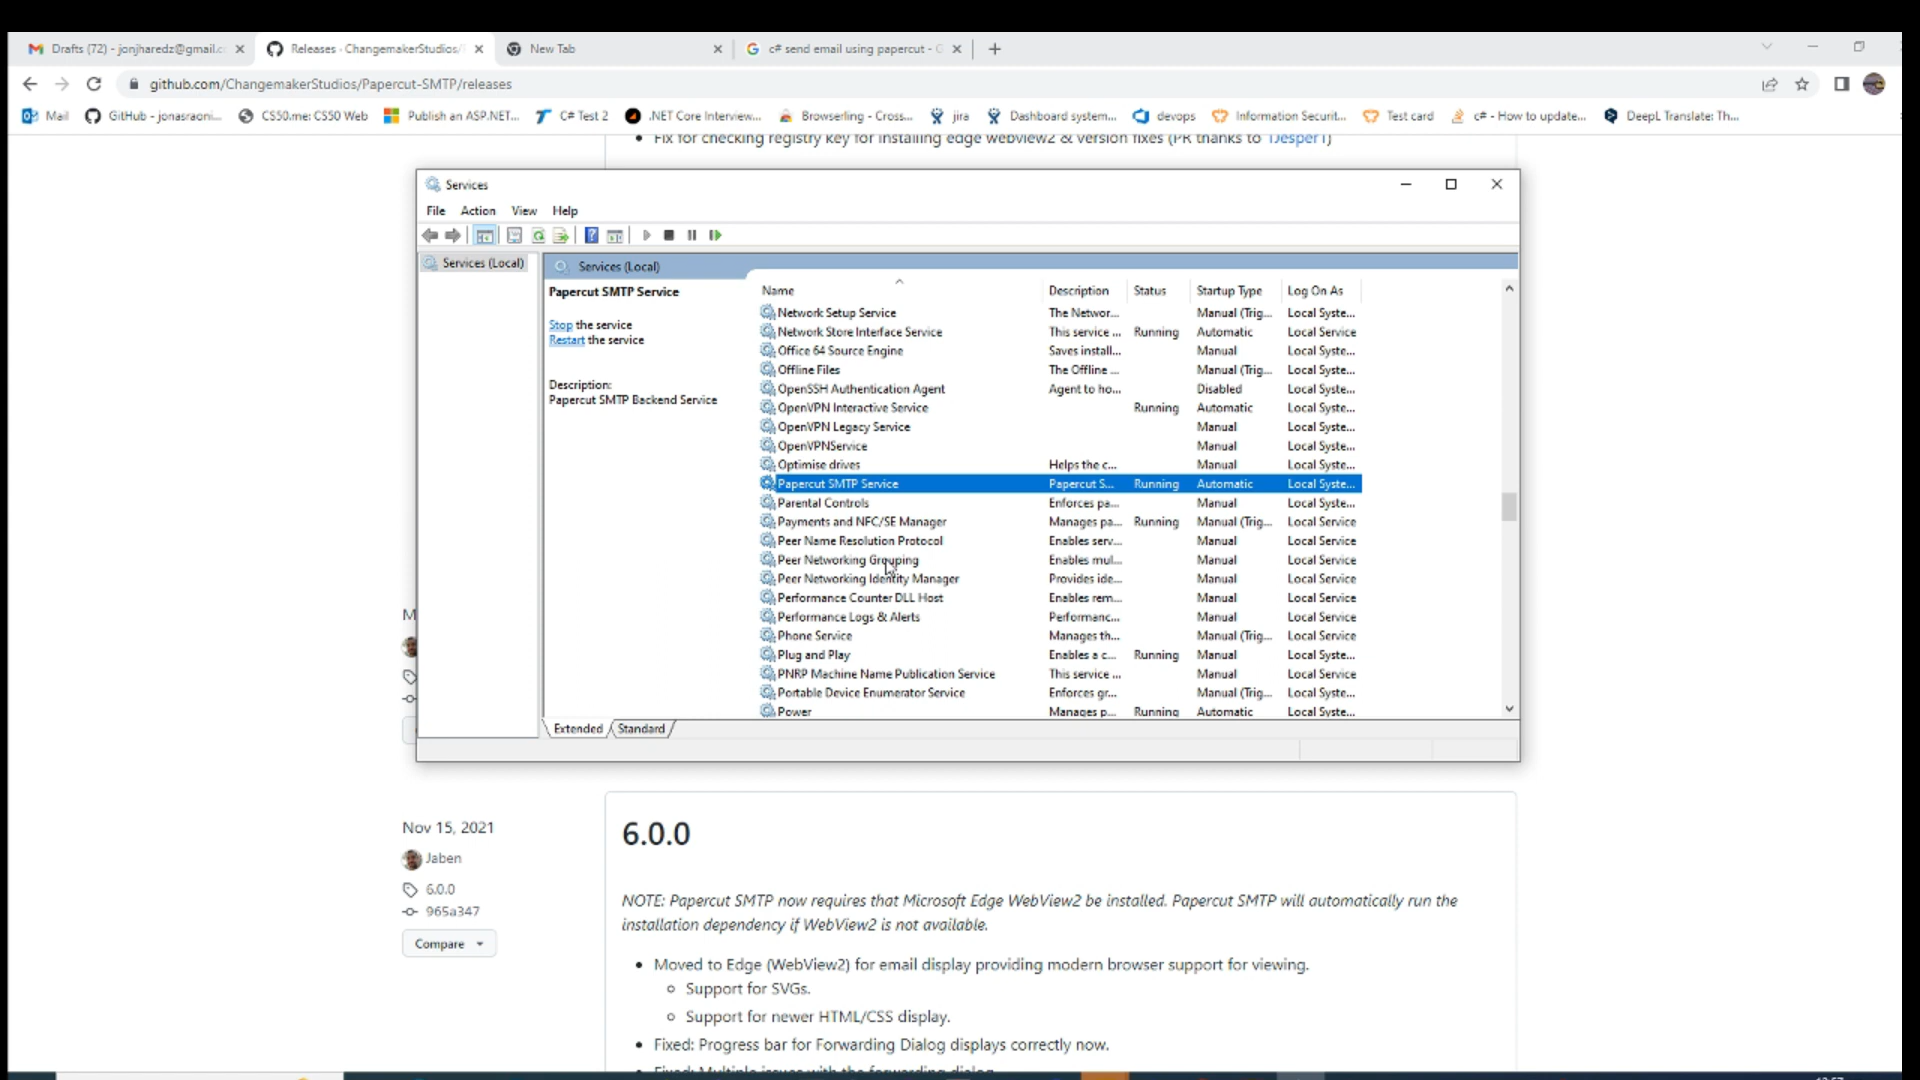 Drafts (72) - jonjharedz@gmail.c
Releases · ChangemakerStudios/
New Tab
c# send email using papercut - G
github.com/ChangemakerStudios/Papercut-SMTP/releases
Mail
GitHub - jonasraoni...
CS50.me: CS50 Web
Publish an ASP.NET...
C# Test 2
.NET Core Interview...
Browserling - Cross...
jira
Dashboard system...
devops
Information Securit...
Test card
c# - How to update...
DeepL Translate: Th...
Fix for checking registry key for installing edge webview2 & version fixes (PR thanks to
Services
File Action View Help
Services (Local)
Services (Local)
Papercut SMTP Service
Stop the service
Restart the service
Description:
Papercut SMTP Backend Service
Name Description Status Startup Type Log On As
Network Setup Service The Networ... Manual (Trig... Local Syste...
Network Store Interface Service This service ... Running Automatic Local Service
Office 64 Source Engine Saves install... Manual Local Syste...
Offline Files The Offline ... Manual (Trig... Local Syste...
OpenSSH Authentication Agent Agent to ho... Disabled Local Syste...
OpenVPN Interactive Service Running Automatic Local Syste...
OpenVPN Legacy Service Manual Local Syste...
OpenVPNService Manual Local Syste...
Optimise drives Helps the c... Manual Local Syste...
Papercut SMTP Service Papercut S... Running Automatic Local Syste...
Parental Controls Enforces pa... Manual Local Syste...
Payments and NFC/SE Manager Manages pa... Running Manual (Trig... Local Service
Peer Name Resolution Protocol Enables serv... Manual Local Service
Peer Networking Grouping Enables mul... Manual Local Service
Peer Networking Identity Manager Provides ide... Manual Local Service
Performance Counter DLL Host Enables rem... Manual Local Service
Performance Logs & Alerts Performanc... Manual Local Service
Phone Service Manages th... Manual (Trig... Local Service
Plug and Play Enables a c... Running Manual Local Syste...
PNRP Machine Name Publication Service This service ... Manual Local Service
Portable Device Enumerator Service Enforces gr... Manual (Trig... Local Syste...
Power Manages p... Running Automatic Local Syste...
Extended Standard
M
Nov 15, 2021
Jaben
6.0.0
965a347
Compare
6.0.0
NOTE: Papercut SMTP now requires that Microsoft Edge WebView2 be installed. Papercut SMTP will automatically run the
installation dependency if WebView2 is not available.
Moved to Edge (WebView2) for email display providing modern browser support for viewing.
Support for SVGs.
Support for newer HTML/CSS display.
Fixed: Progress bar for Forwarding Dialog displays correctly now.
Fixed: Multiple issues with the forwarding dialog